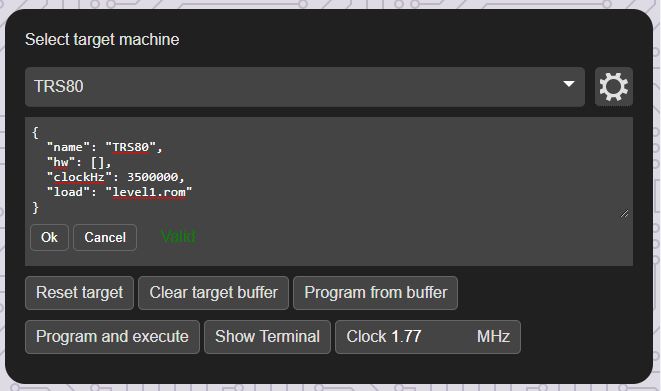 Select target machine
TRS80
{
  "name": "TRS80",
  "hw": [],
  "clockHz": 3500000,
  "load": "level1.rom"
}
Ok Cancel Valid
Reset target Clear target buffer Program from buffer
Program and execute Show Terminal Clock 1.77 MHz